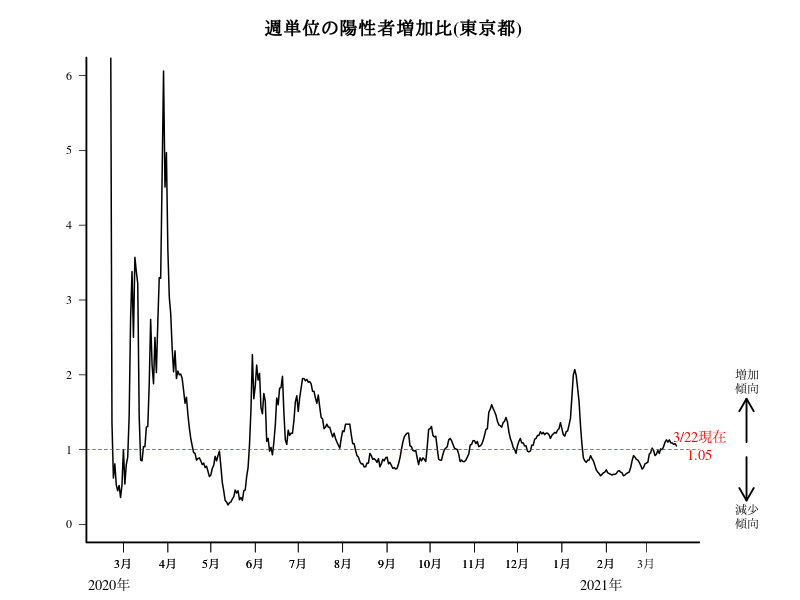 週単位の陽性者増加比(東京都)
6
5
4
3
2
1
0
増加
傾向
3/22現在
1.05
減少
傾向
3月 4月 5月 6月 7月 8月 9月 10月 11月 12月 1月 2月 3月
2020年 2021年